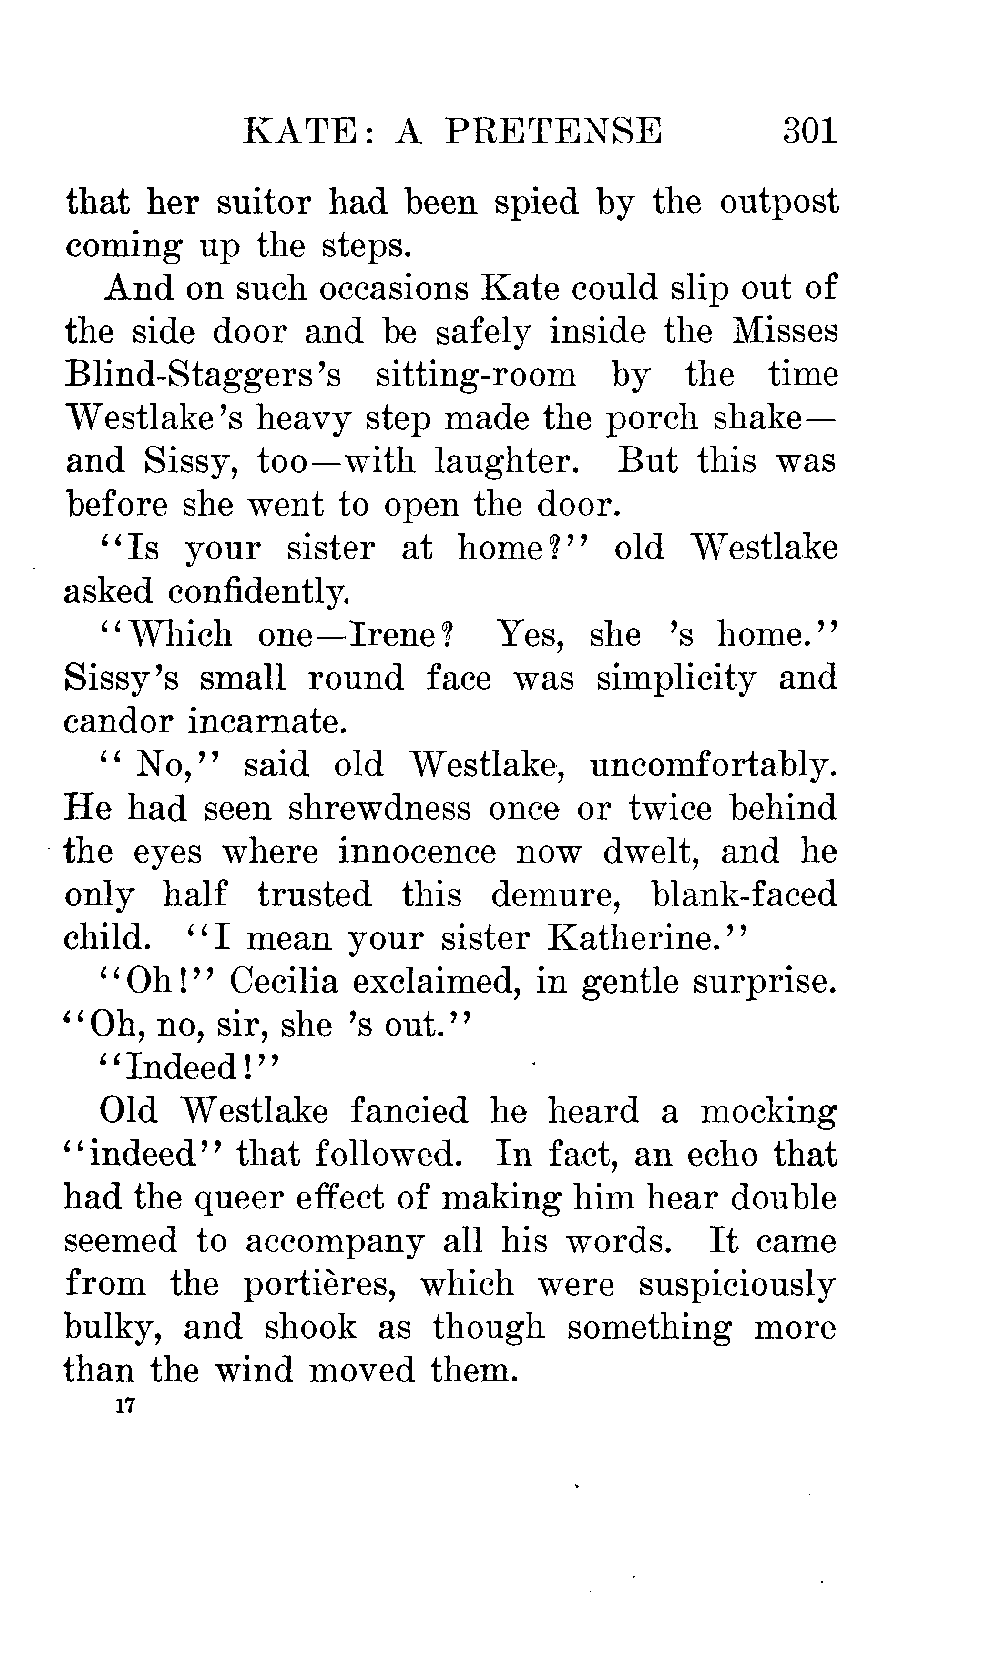 KATE: A PRETENSE 301
that her suitor had been spied by the outpost
coming up the steps.
And on such occasions Kate could slip out of
the side door and be safely inside the Misses
Blind-Staggers's sitting-room by the time
Westlake's heavy step made the porch shake—
and Sissy, too—with laughter. But this was
before she went to open the door.
"Is your sister at home?" old Westlake
asked confidently.
"Which one—Irene? Yes, she 's home."
Sissy's small round face was simplicity and
candor incarnate.
" No," said old Westlake, uncomfortably.
He had seen shrewdness once or twice behind
the eyes where innocence now dwelt, and he
only half trusted this demure, blank-faced
child. "I mean your sister Katherine."
"Oh!" Cecilia exclaimed, in gentle surprise.
"Oh, no, sir, she 's out."
"Indeed!"
Old Westlake fancied he heard a mocking
"indeed" that followed. In fact, an echo that
had the queer effect of making him hear double
seemed to accompany all his words. It came
from the portières, which were suspiciously
bulky, and shook as though something more
than the wind moved them.
17